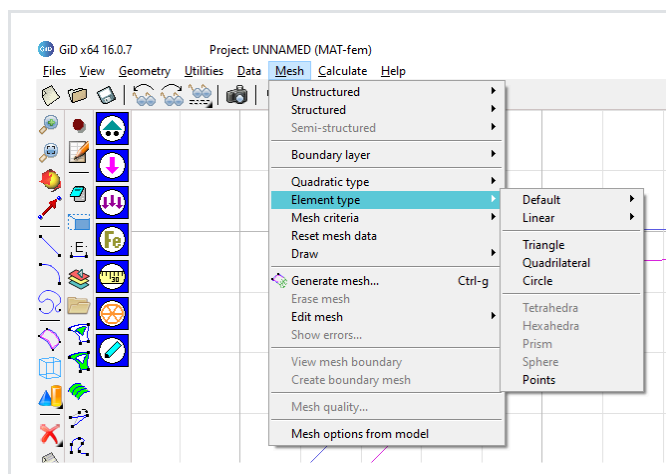 GiD x64 16.0.7 Project: UNNAMED (MAT-fem)
Files View Geometry Utilities Data Mesh Calculate Help
Unstructured
Structured
Semi-structured
Boundary layer
Quadratic type
Element type
Mesh criteria
Reset mesh data
Draw
Generate mesh... Ctrl-g
Erase mesh
Edit mesh
Show errors...
View mesh boundary
Create boundary mesh
Mesh quality...
Mesh options from model
Default
Linear
Triangle
Quadrilateral
Circle
Tetrahedra
Hexahedra
Prism
Sphere
Points
:E:
Fe
30